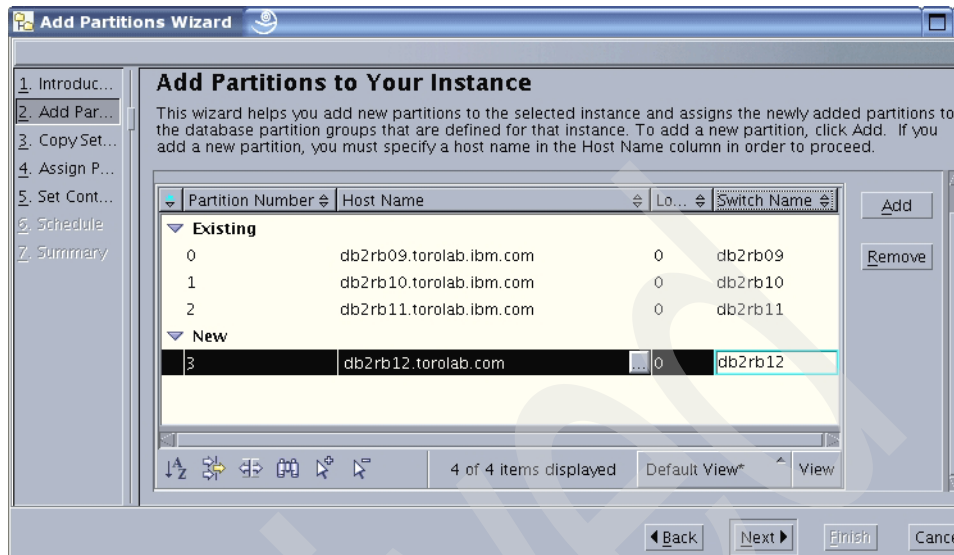 Add Partitions Wizard
1. Introduc...
2. Add Par...
3. Copy Set...
4. Assign P...
5. Set Cont...
6. Schedule
7. Summary
Add Partitions to Your Instance
This wizard helps you add new partitions to the selected instance and assigns the newly added partitions to
the database partition groups that are defined for that instance. To add a new partition, click Add. If you
add a new partition, you must specify a host name in the Host Name column in order to proceed.
Partition Number Host Name Lo... Switch Name
Existing
0 db2rb09.torolab.ibm.com 0 db2rb09
1 db2rb10.torolab.ibm.com 0 db2rb10
2 db2rb11.torolab.ibm.com 0 db2rb11
New
3 db2rb12.torolab.com ... 0 db2rb12
Add
Remove
4 of 4 items displayed Default View* View
Back Next Finish Cance